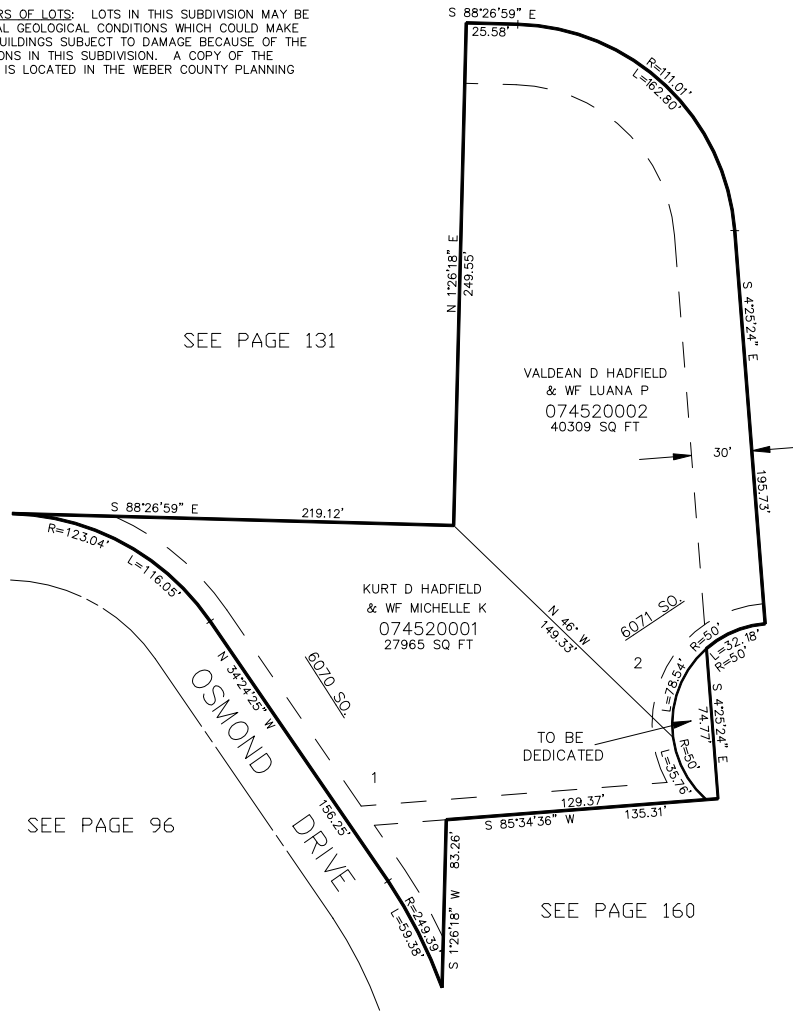 RS OF LOTS: LOTS IN THIS SUBDIVISION MAY BE
AL GEOLOGICAL CONDITIONS WHICH COULD MAKE
UILDINGS SUBJECT TO DAMAGE BECAUSE OF THE
ONS IN THIS SUBDIVISION. A COPY OF THE
IS LOCATED IN THE WEBER COUNTY PLANNING
S 88°26'59" E
25.58'
R=111.01'
L=162.80'
N 1°26'18" E
249.55'
S 4°25'24" E
195.73'
SEE PAGE 131
VALDEAN D HADFIELD
& WF LUANA P
074520002
40309 SQ FT
30'
S 88°26'59" E
219.12'
R=123.04'
L=116.05'
KURT D HADFIELD
& WF MICHELLE K
074520001
27965 SQ FT
N 46° W
149.33'
6071 SQ.
2
R=50'
L=32.18'
R=50'
L=78.54'
S 4°25'24" E
74.77'
R=50'
L=35.76'
TO BE
DEDICATED
6070 SQ.
N 34°24'25" W
156.25'
OSMOND
DRIVE
1
129.37'
S 85°34'36" W
135.31'
SEE PAGE 96
83.26'
S 1°26'18" W
R=249.39'
L=59.38'
SEE PAGE 160